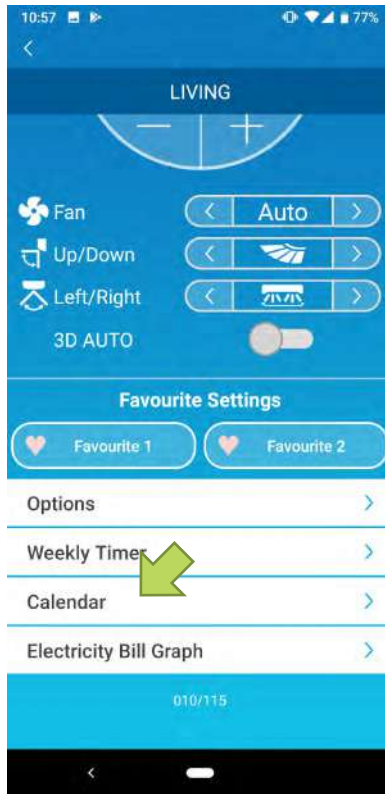 10:57 77%
LIVING
Fan Auto
Up/Down
Left/Right
3D AUTO
Favourite Settings
Favourite 1 Favourite 2
Options
Weekly Timer
Calendar
Electricity Bill Graph
010/115